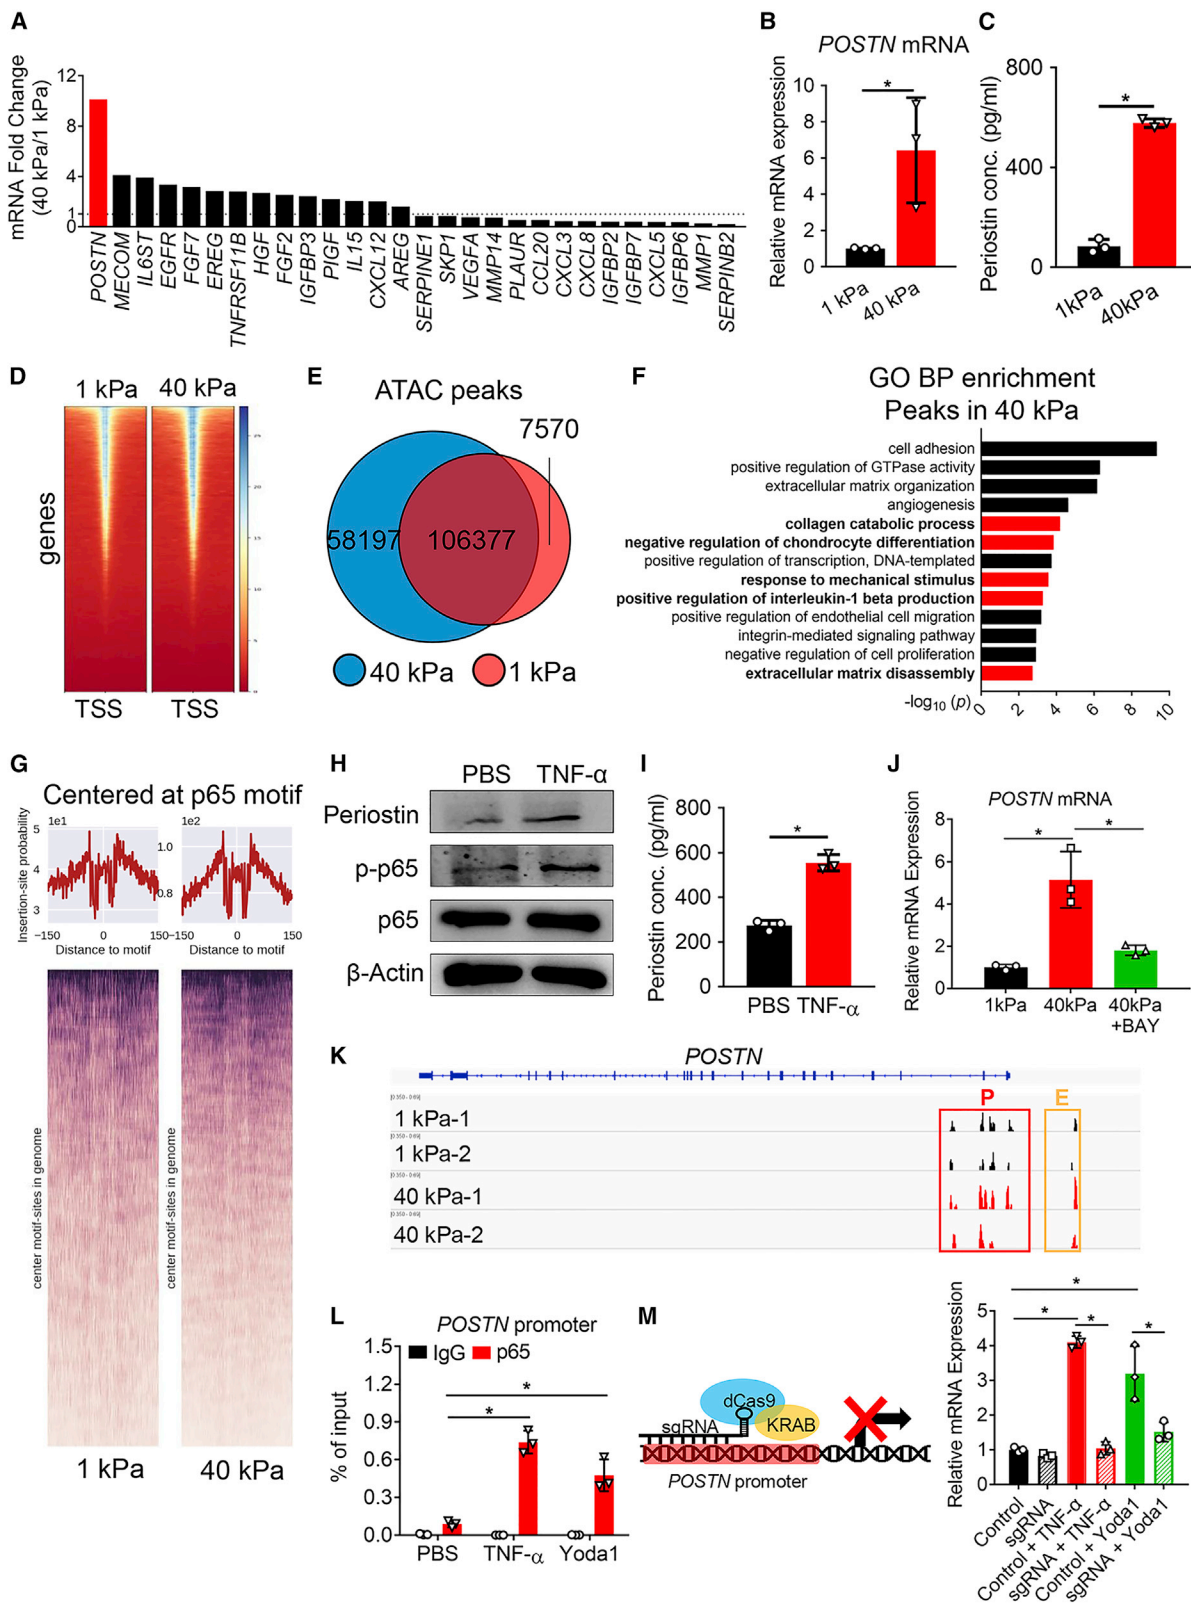 A
mRNA Fold Change
(40 kPa/1 kPa)
12
8
4
1
0
POSTN
MECOM
IL6ST
EGFR
FGF7
EREG
TNFRSF11B
HGF
FGF2
IGFBP3
PIGF
IL15
CXCL12
AREG
SERPINE1
SKP1
VEGFA
MMP14
PLAUR
CCL20
CXCL3
CXCL8
IGFBP2
IGFBP7
CXCL5
IGFBP6
MMP1
SERPINB2
B
POSTN mRNA
Relative mRNA expression
10
8
6
4
2
0
*
1 kPa
40 kPa
C
Periostin conc. (pg/ml)
800
400
0
*
1kPa
40kPa
D
1 kPa 40 kPa
genes
TSS TSS
25
20
15
10
5
0
E
ATAC peaks
7570
58197 106377
40 kPa 1 kPa
F
GO BP enrichment
Peaks in 40 kPa
cell adhesion
positive regulation of GTPase activity
extracellular matrix organization
angiogenesis
collagen catabolic process
negative regulation of chondrocyte differentiation
positive regulation of transcription, DNA-templated
response to mechanical stimulus
positive regulation of interleukin-1 beta production
positive regulation of endothelial cell migration
integrin-mediated signaling pathway
negative regulation of cell proliferation
extracellular matrix disassembly
-log10 (p)
0 2 4 6 8 10
G
Centered at p65 motif
Insertion-site probability
1e1
5
4
3
-150 0 150
Distance to motif
1e2
1.0
0.8
-150 0 150
Distance to motif
center motif-sites in genome
center motif-sites in genome
1 kPa 40 kPa
H
PBS TNF-α
Periostin
p-p65
p65
β-Actin
I
Periostin conc. (pg/ml)
800
600
400
200
0
*
PBS TNF-α
J
POSTN mRNA
Relative mRNA Expression
8
6
4
2
0
* *
1kPa 40kPa 40kPa
+BAY
K
POSTN
P E
1 kPa-1
1 kPa-2
40 kPa-1
40 kPa-2
L
POSTN promoter
IgG p65
% of input
1.5
1.2
0.9
0.6
0.3
0.0
*
*
PBS TNF-α Yoda1
M
dCas9
sgRNA
KRAB
POSTN promoter
Relative mRNA Expression
5
4
3
2
1
0
*
* * *
Control
sgRNA
Control + TNF-α
sgRNA + TNF-α
Control + Yoda1
sgRNA + Yoda1